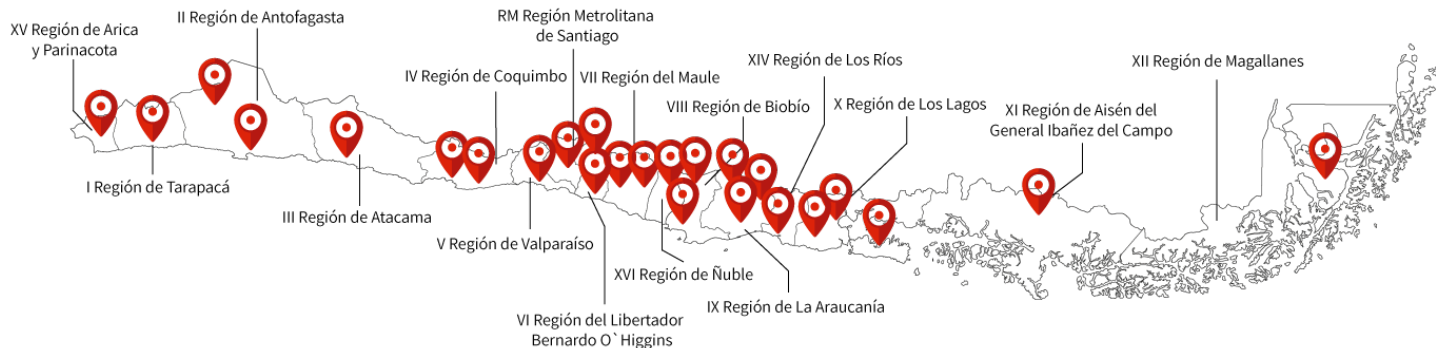 XV Región de Arica
y Parinacota
II Región de Antofagasta
RM Región Metrolitana
de Santiago
IV Región de Coquimbo
VII Región del Maule
VIII Región de Biobío
XIV Región de Los Ríos
X Región de Los Lagos
XI Región de Aisén del
General Ibañez del Campo
XII Región de Magallanes
I Región de Tarapacá
III Región de Atacama
V Región de Valparaíso
VI Región del Libertador
Bernardo O`Higgins
XVI Región de Ñuble
IX Región de La Araucanía